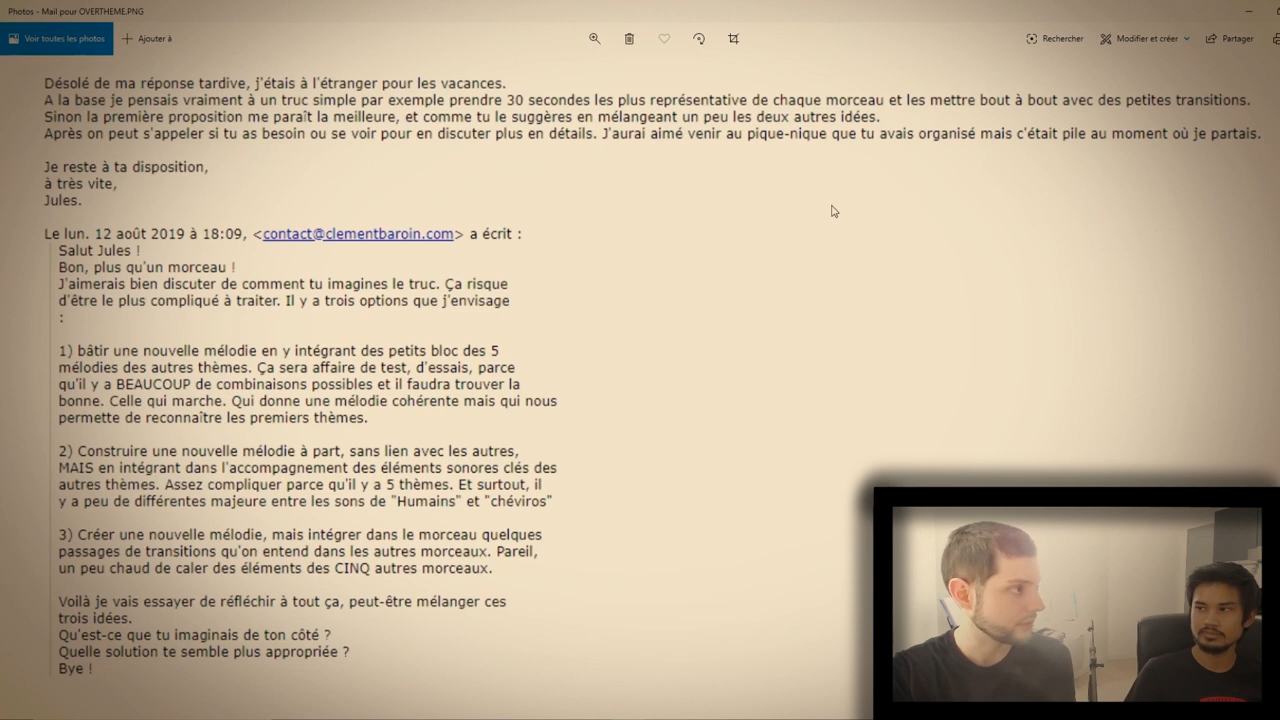 Photos - Mail pour OVERTHEME.PNG
Voir toutes les photos
Ajouter à
Rechercher
Modifier et créer
Partager
Désolé de ma réponse tardive, j'étais à l'étranger pour les vacances.
A la base je pensais vraiment à un truc simple par exemple prendre 30 secondes les plus représentative de chaque morceau et les mettre bout à bout avec des petites transitions.
Sinon la première proposition me paraît la meilleure, et comme tu le suggères en mélangeant un peu les deux autres idées.
Après on peut s'appeler si tu as besoin ou se voir pour en discuter plus en détails. J'aurai aimé venir au pique-nique que tu avais organisé mais c'était pile au moment où je partais.
Je reste à ta disposition,
à très vite,
Jules.
Le lun. 12 août 2019 à 18:09, <contact@clementbaroin.com> a écrit :
Salut Jules !
Bon, plus qu'un morceau !
J'aimerais bien discuter de comment tu imagines le truc. Ça risque
d'être le plus compliqué à traiter. Il y a trois options que j'envisage
:
1) bâtir une nouvelle mélodie en y intégrant des petits bloc des 5
mélodies des autres thèmes. Ça sera affaire de test, d'essais, parce
qu'il y a BEAUCOUP de combinaisons possibles et il faudra trouver la
bonne. Celle qui marche. Qui donne une mélodie cohérente mais qui nous
permette de reconnaître les premiers thèmes.
2) Construire une nouvelle mélodie à part, sans lien avec les autres,
MAIS en intégrant dans l'accompagnement des éléments sonores clés des
autres thèmes. Assez compliquer parce qu'il y a 5 thèmes. Et surtout, il
y a peu de différentes majeure entre les sons de "Humains" et "chéviros"
3) Créer une nouvelle mélodie, mais intégrer dans le morceau quelques
passages de transitions qu'on entend dans les autres morceaux. Pareil,
un peu chaud de caler des éléments des CINQ autres morceaux.
Voilà je vais essayer de réfléchir à tout ça, peut-être mélanger ces
trois idées.
Qu'est-ce que tu imaginais de ton côté ?
Quelle solution te semble plus appropriée ?
Bye !